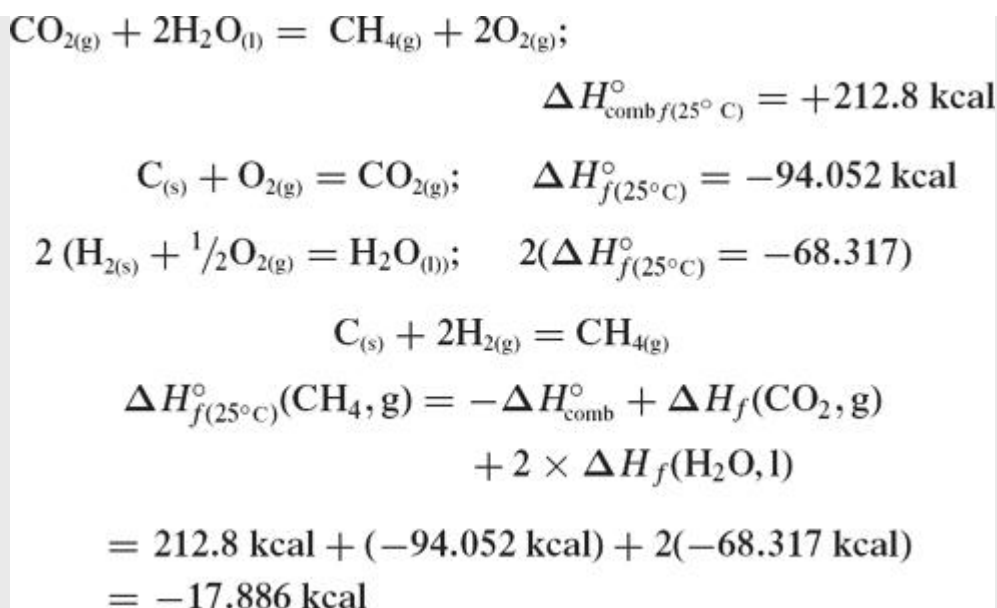 CO₂(g) + 2H₂O(l) = CH₄(g) + 2O₂(g);
ΔH°comb f(25° C) = +212.8 kcal
C(s) + O₂(g) = CO₂(g); ΔH°f(25°C) = −94.052 kcal
2 (H₂(s) + ¹/₂O₂(g) = H₂O(l)); 2(ΔH°f(25°C) = −68.317)
C(s) + 2H₂(g) = CH₄(g)
ΔH°f(25°C)(CH₄, g) = −ΔH°comb + ΔHf(CO₂, g)
+ 2 × ΔHf(H₂O, l)
= 212.8 kcal + (−94.052 kcal) + 2(−68.317 kcal)
= −17.886 kcal